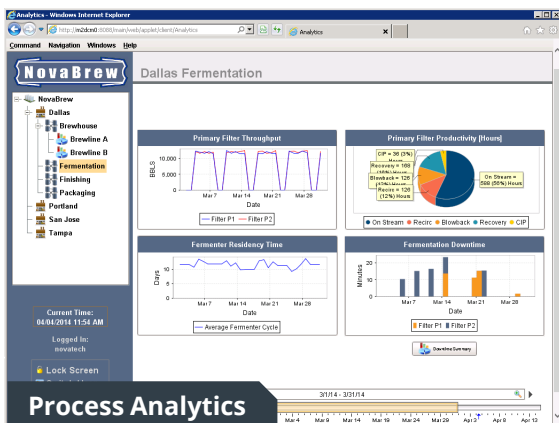 Analytics - Windows Internet Explorer
http://m2dcm0:8088/main/web/applet/client/Analytics
Analytics
Command Navigation Windows Help
NovaBrew
Dallas Fermentation
NovaBrew
Dallas
Brewhouse
Brewline A
Brewline B
Fermentation
Finishing
Packaging
Portland
San Jose
Tampa
Primary Filter Throughput
BBLS
10,000
5,000
0
Mar 7 Mar 14 Mar 21 Mar 28
Date
Filter P1 Filter P2
Primary Filter Productivity [Hours]
CIP = 36 (3%)
Hours
Recovery = 168
Hours
Blowback = 126
(12%) Hours
Recirc = 126
(12%) Hours
On Stream =
588 (56%) Hours
On Stream Recirc Blowback Recovery CIP
Fermenter Residency Time
Days
10
5
0
Mar 7 Mar 14 Mar 21 Mar 28
Date
Average Fermenter Cycle
Fermentation Downtime
Minutes
20
10
0
Mar 7 Mar 14 Mar 21 Mar 28
Date
Filter P1 Filter P2
Downtime Summary
Current Time:
04/04/2014 11:54 AM
Logged In:
novatech
Lock Screen
3/1/14 - 3/31/14
Mar 4 Mar 9 Mar 14 Mar 19 Mar 24 Mar 29 Apr 3 Apr 8 Apr 13
Process Analytics